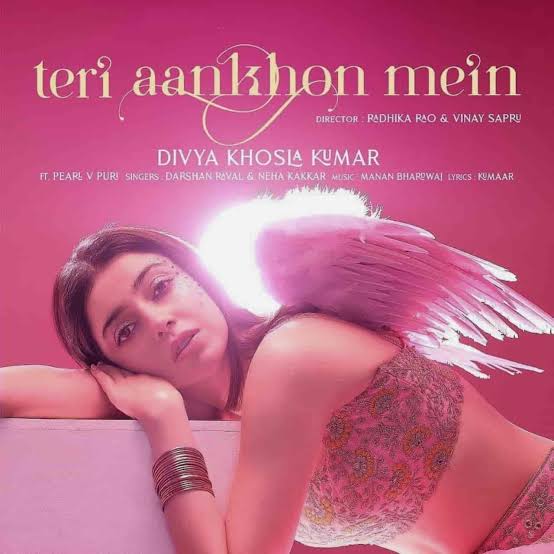 teri aankhon mein
DIRECTOR : RADHIKA RAO & VINAY SAPRU
DIVYA KHOSLA KUMAR
FT. PEARL V PURI SINGERS : DARSHAN RAVAL & NEHA KAKKAR MUSIC : MANAN BHARDWAJ LYRICS : KUMAAR